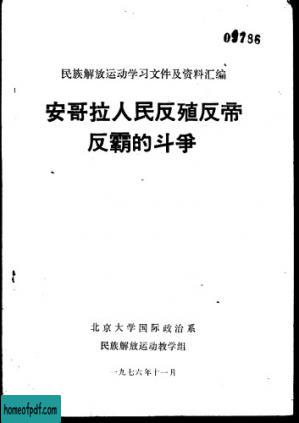 09786
民族解放运动学习文件及资料汇编
安哥拉人民反殖反帝
反霸的斗爭
北京大学国际政治系
民族解放运动教学组
一九七六年十一月
homeofpdf.com